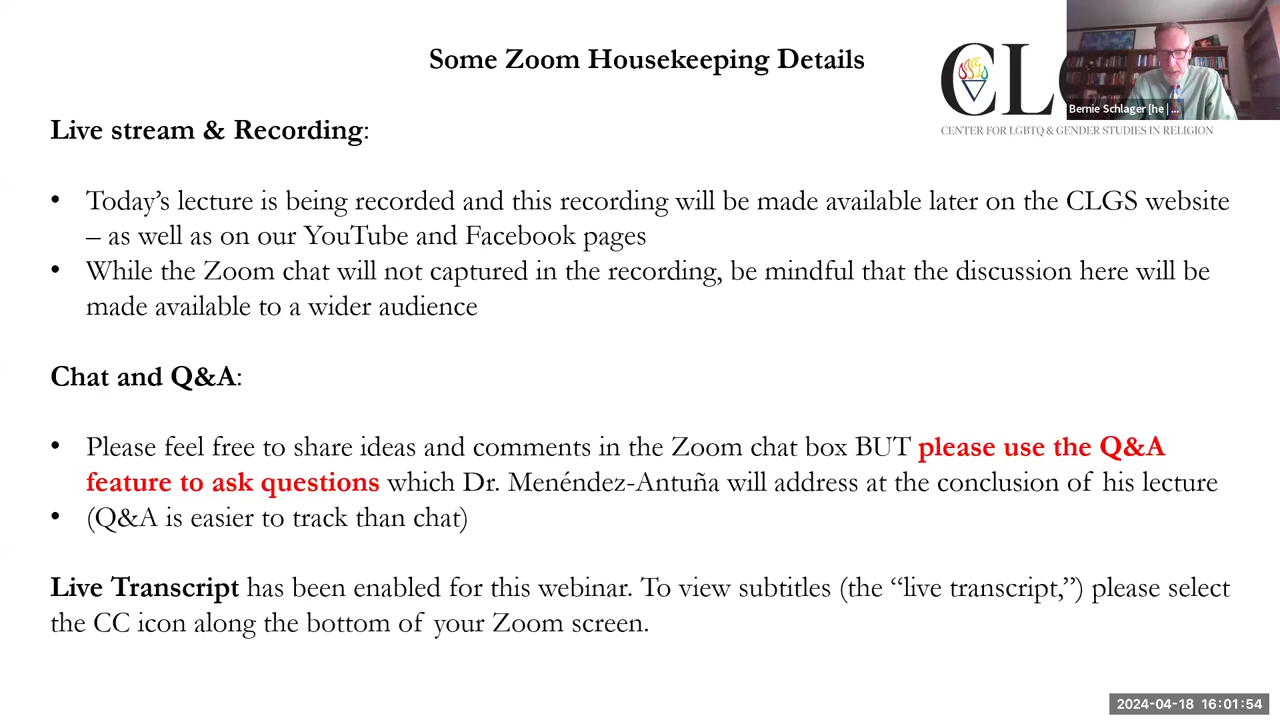 Some Zoom Housekeeping Details
CLG
CENTER FOR LGBTQ & GENDER STUDIES IN RELIGION
Bernie Schlager [he | ...
Live stream & Recording:
• Today’s lecture is being recorded and this recording will be made available later on the CLGS website
– as well as on our YouTube and Facebook pages
• While the Zoom chat will not captured in the recording, be mindful that the discussion here will be
made available to a wider audience
Chat and Q&A:
• Please feel free to share ideas and comments in the Zoom chat box BUT please use the Q&A
feature to ask questions which Dr. Menéndez-Antuña will address at the conclusion of his lecture
• (Q&A is easier to track than chat)
Live Transcript has been enabled for this webinar. To view subtitles (the “live transcript,”) please select
the CC icon along the bottom of your Zoom screen.
2024-04-18 16:01:54